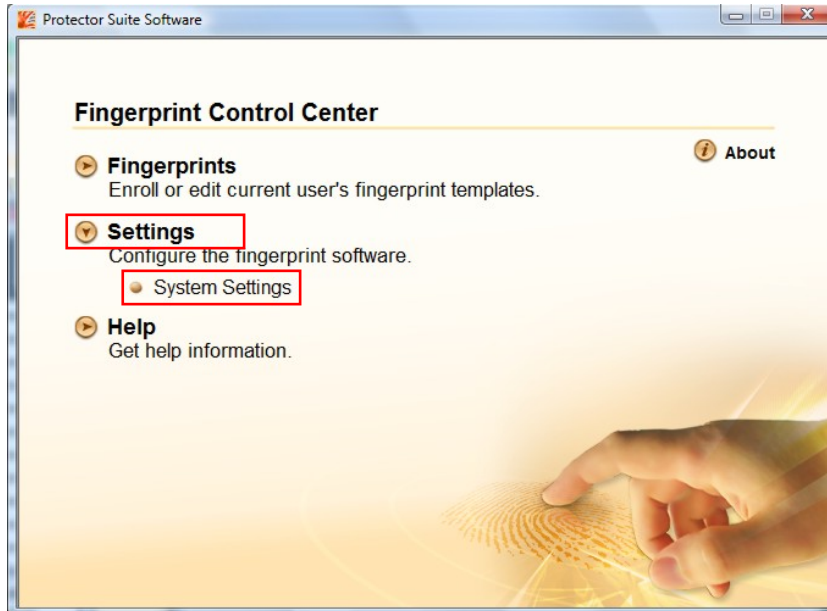 Protector Suite Software
Fingerprint Control Center
About
Fingerprints
Enroll or edit current user's fingerprint templates.
Settings
Configure the fingerprint software.
System Settings
Help
Get help information.